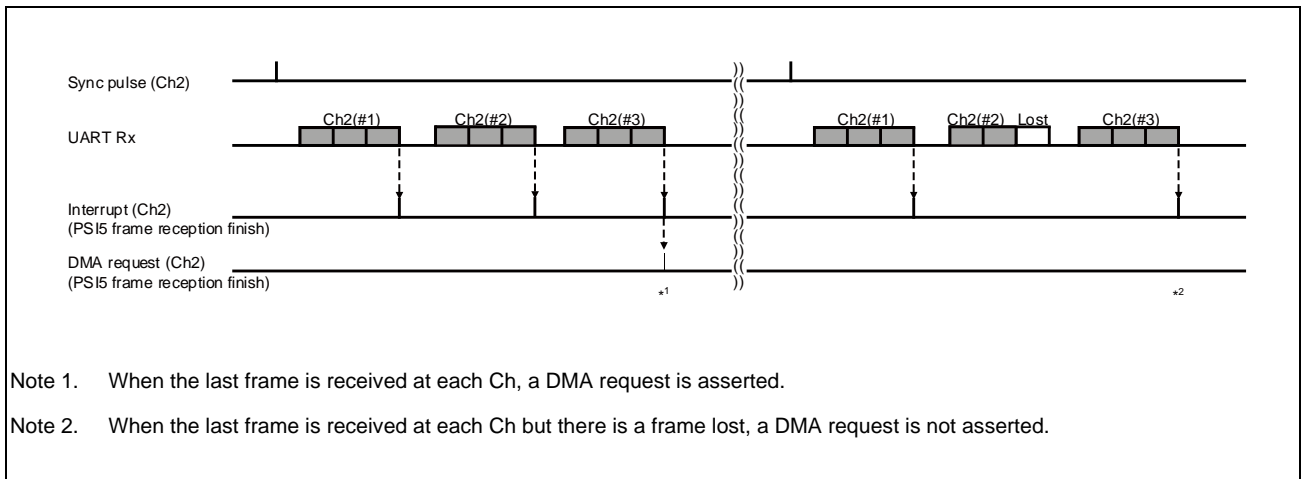 Sync pulse (Ch2)
UART Rx
Ch2(#1) Ch2(#2) Ch2(#3) Ch2(#1) Ch2(#2) Lost Ch2(#3)
Interrupt (Ch2)
(PSI5 frame reception finish)
DMA request (Ch2)
(PSI5 frame reception finish)
*1 *2
Note 1. When the last frame is received at each Ch, a DMA request is asserted.
Note 2. When the last frame is received at each Ch but there is a frame lost, a DMA request is not asserted.